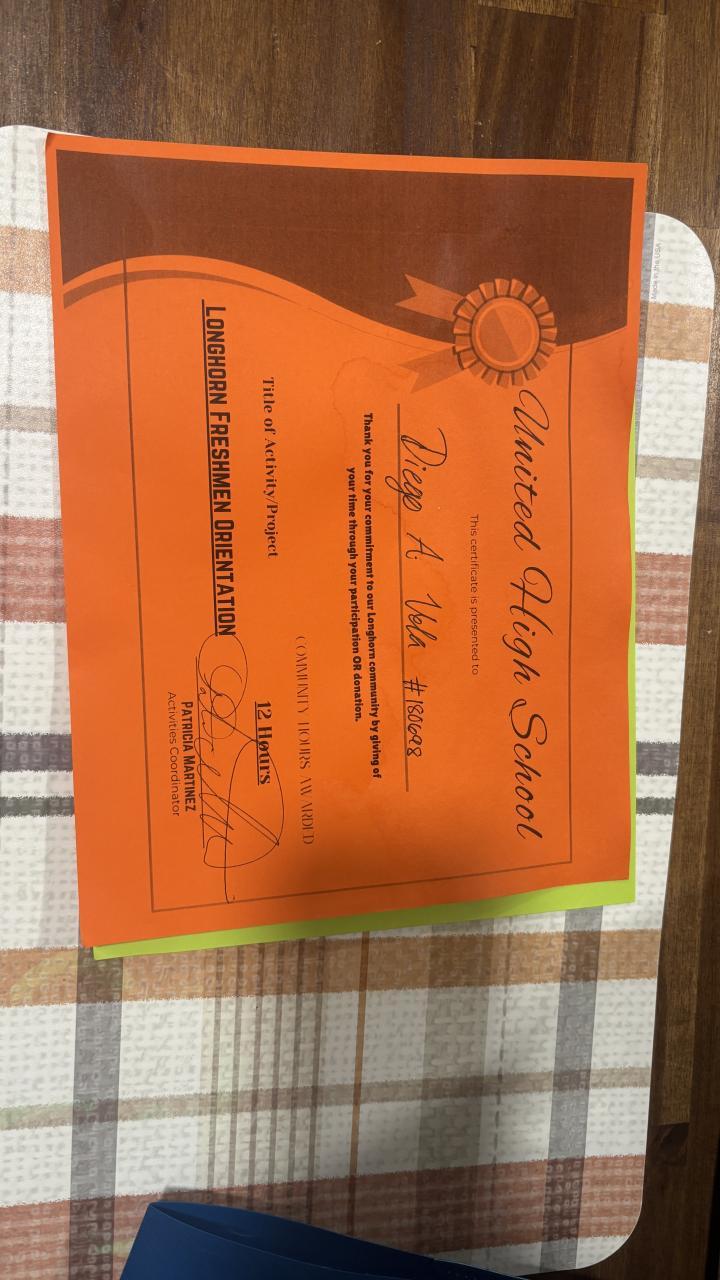 United High School
This certificate is presented to
Diego A. Vela #180698
Thank you for your commitment to our Longhorn community by giving of
your time through your participation OR donation.
COMMUNITY HOURS AWARDED
Title of Activity/Project
12 Hours
LONGHORN FRESHMEN ORIENTATION
PATRICIA MARTINEZ
Activities Coordinator